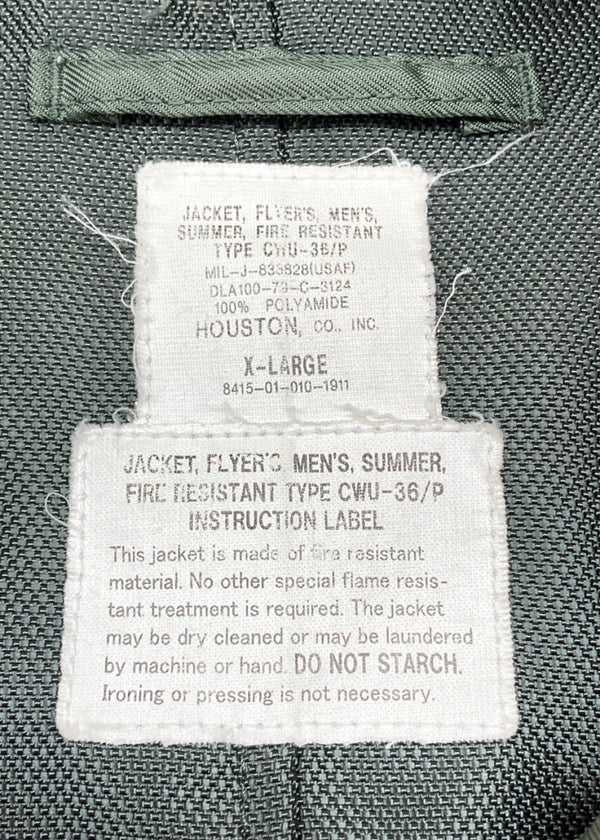 JACKET, FLYER'S, MEN'S,
SUMMER, FIRE RESISTANT
TYPE CWU-36/P
MIL-J-833828(USAF)
DLA100-79-C-3124
100% POLYAMIDE
HOUSTON, CO., INC.
X-LARGE
8415-01-010-1911
JACKET, FLYER'S, MEN'S, SUMMER,
FIRE RESISTANT TYPE CWU-36/P
INSTRUCTION LABEL
This jacket is made of fire resistant
material. No other special flame resis-
tant treatment is required. The jacket
may be dry cleaned or may be laundered
by machine or hand. DO NOT STARCH.
Ironing or pressing is not necessary.